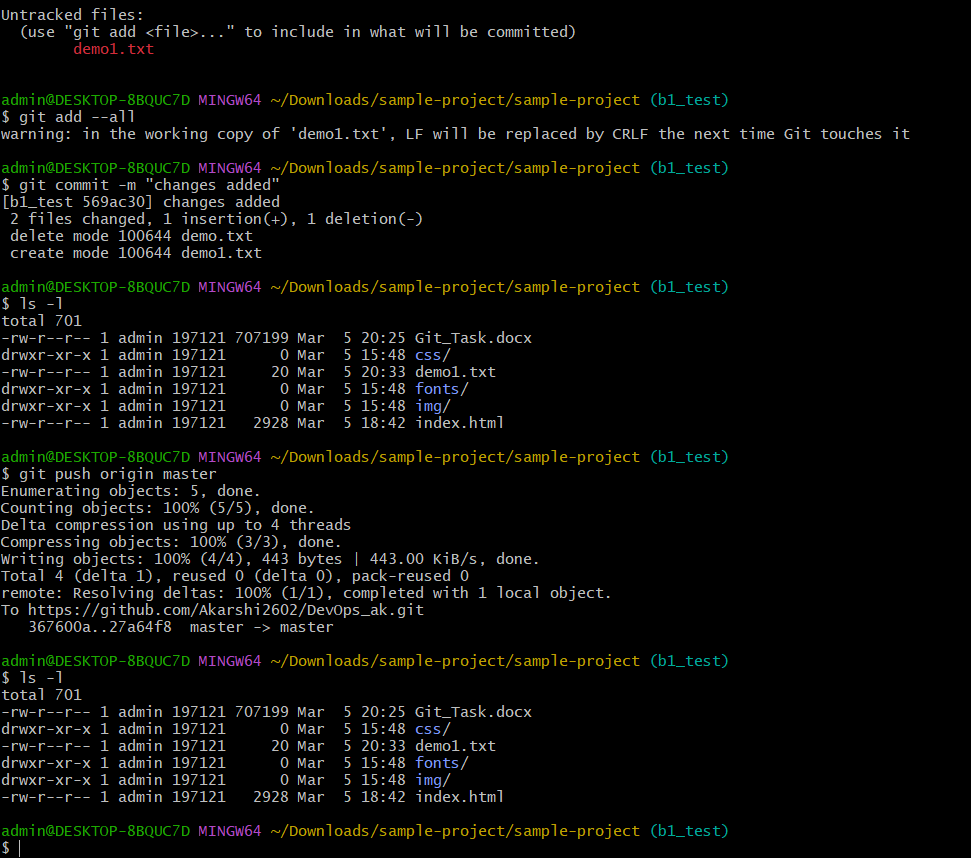 Untracked files:
  (use "git add <file>..." to include in what will be committed)
        demo1.txt
admin@DESKTOP-8BQUC7D MINGW64 ~/Downloads/sample-project/sample-project (b1_test)
$ git add --all
warning: in the working copy of 'demo1.txt', LF will be replaced by CRLF the next time Git touches it
admin@DESKTOP-8BQUC7D MINGW64 ~/Downloads/sample-project/sample-project (b1_test)
$ git commit -m "changes added"
[b1_test 569ac30] changes added
 2 files changed, 1 insertion(+), 1 deletion(-)
 delete mode 100644 demo.txt
 create mode 100644 demo1.txt
admin@DESKTOP-8BQUC7D MINGW64 ~/Downloads/sample-project/sample-project (b1_test)
$ ls -l
total 701
-rw-r--r-- 1 admin 197121 707199 Mar  5 20:25 Git_Task.docx
drwxr-xr-x 1 admin 197121      0 Mar  5 15:48 css/
-rw-r--r-- 1 admin 197121     20 Mar  5 20:33 demo1.txt
drwxr-xr-x 1 admin 197121      0 Mar  5 15:48 fonts/
drwxr-xr-x 1 admin 197121      0 Mar  5 15:48 img/
-rw-r--r-- 1 admin 197121   2928 Mar  5 18:42 index.html
admin@DESKTOP-8BQUC7D MINGW64 ~/Downloads/sample-project/sample-project (b1_test)
$ git push origin master
Enumerating objects: 5, done.
Counting objects: 100% (5/5), done.
Delta compression using up to 4 threads
Compressing objects: 100% (3/3), done.
Writing objects: 100% (4/4), 443 bytes | 443.00 KiB/s, done.
Total 4 (delta 1), reused 0 (delta 0), pack-reused 0
remote: Resolving deltas: 100% (1/1), completed with 1 local object.
To https://github.com/Akarshi2602/DevOps_ak.git
   367600a..27a64f8  master -> master
admin@DESKTOP-8BQUC7D MINGW64 ~/Downloads/sample-project/sample-project (b1_test)
$ ls -l
total 701
-rw-r--r-- 1 admin 197121 707199 Mar  5 20:25 Git_Task.docx
drwxr-xr-x 1 admin 197121      0 Mar  5 15:48 css/
-rw-r--r-- 1 admin 197121     20 Mar  5 20:33 demo1.txt
drwxr-xr-x 1 admin 197121      0 Mar  5 15:48 fonts/
drwxr-xr-x 1 admin 197121      0 Mar  5 15:48 img/
-rw-r--r-- 1 admin 197121   2928 Mar  5 18:42 index.html
admin@DESKTOP-8BQUC7D MINGW64 ~/Downloads/sample-project/sample-project (b1_test)
$